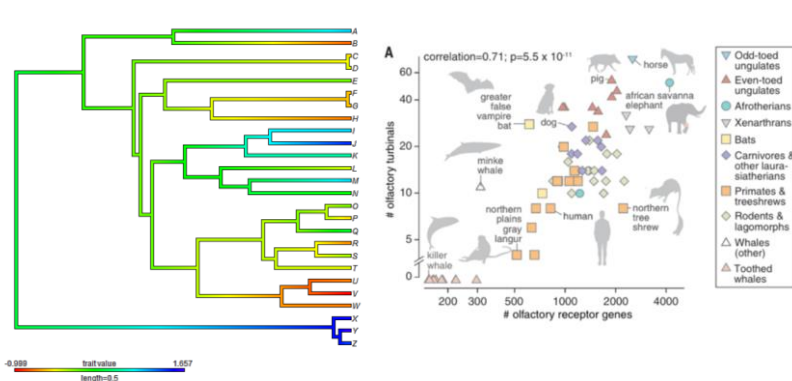 A
B
C
D
E
F
G
H
I
J
K
L
M
N
O
P
Q
R
S
T
U
V
W
X
Y
Z
-0.999
trait value
1.657
length=0.5
A
correlation=0.71; p=5.5 x 10⁻¹¹
# olfactory turbinals
60
40
20
10
5
0
200
300
500
1000
2000
4000
# olfactory receptor genes
horse
pig
african savanna
elephant
greater
false
vampire
bat
dog
minke
whale
northern
plains
gray
langur
human
northern
tree
shrew
killer
whale
Odd-toed
ungulates
Even-toed
ungulates
Afrotherians
Xenarthrans
Bats
Carnivores &
other laura-
siatherians
Primates &
treeshrews
Rodents &
lagomorphs
Whales
(other)
Toothed
whales